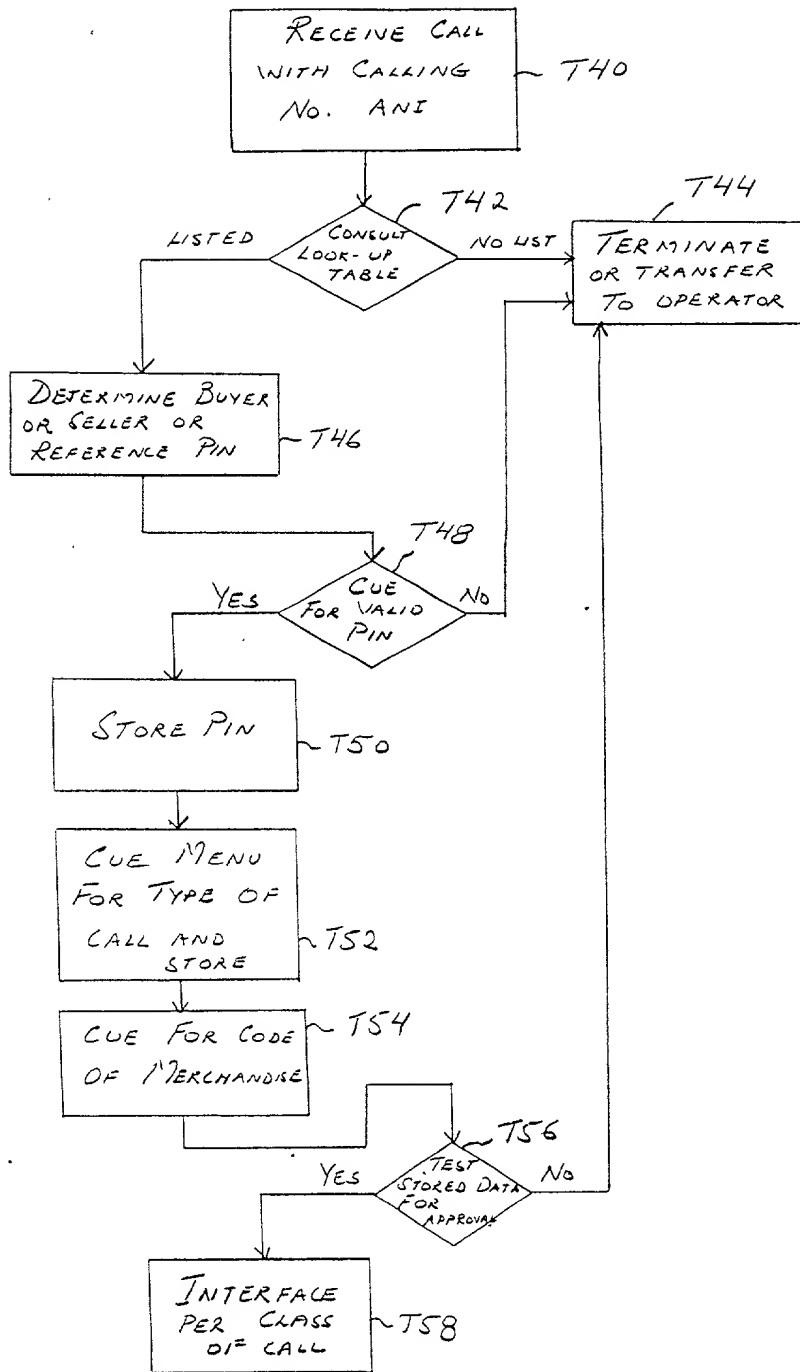 RECEIVE CALL
WITH CALLING
NO. ANI
T40
T42
CONSULT
LOOK-UP
TABLE
LISTED
NO LIST
T44
TERMINATE
OR TRANSFER
TO OPERATOR
DETERMINE BUYER
OR SELLER OR
REFERENCE PIN
T46
T48
CUE
FOR VALID
PIN
YES
NO
STORE PIN
T50
CUE MENU
FOR TYPE OF
CALL AND
STORE
T52
CUE FOR CODE
OF MERCHANDISE
T54
T56
TEST
STORED DATA
FOR
APPROVAL
YES
NO
INTERFACE
PER CLASS
OF CALL
T58